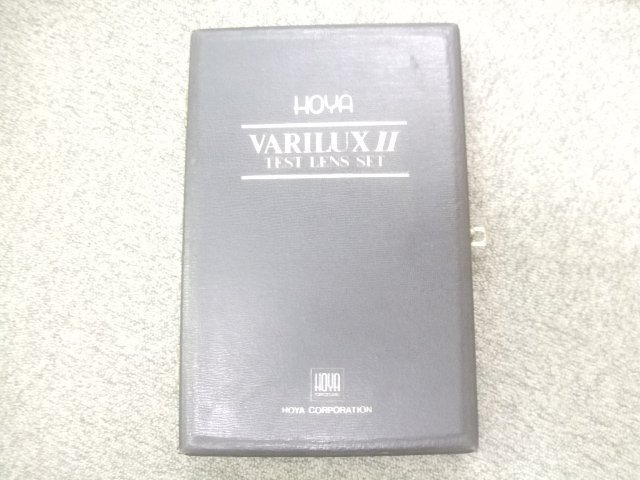 HOYA
VARILUX II
TEST LENS SET
HOYA
HOYA CORPORATION